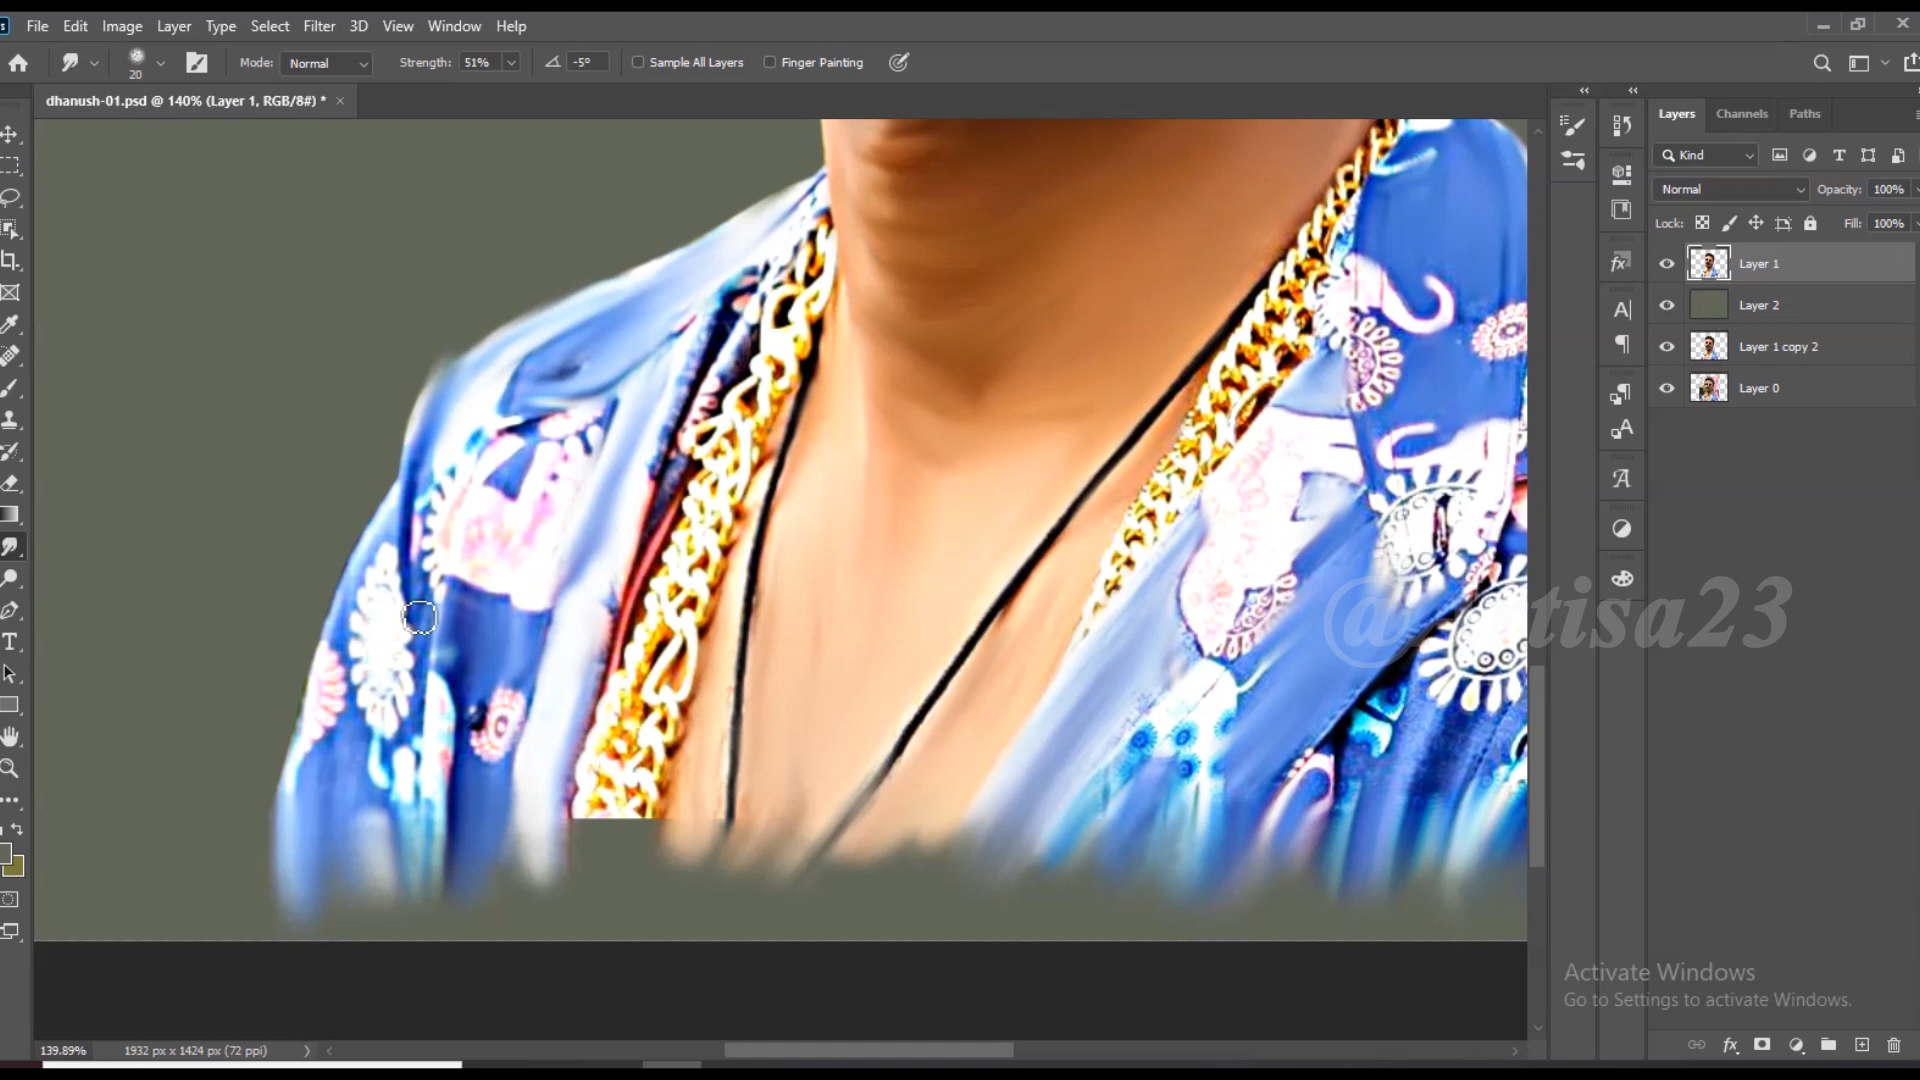 File Edit Image Layer Type Select Filter 3D View Window Help
20 Mode: Normal Strength: 51% -5° Sample All Layers Finger Painting
dhanush-01.psd @ 140% (Layer 1, RGB/8#) * ×
Layers Channels Paths
Kind
Normal Opacity: 100%
Lock: Fill: 100%
Layer 1
Layer 2
Layer 1 copy 2
Layer 0
Activate Windows
Go to Settings to activate Windows.
139.89% 1932 px x 1424 px (72 ppi)